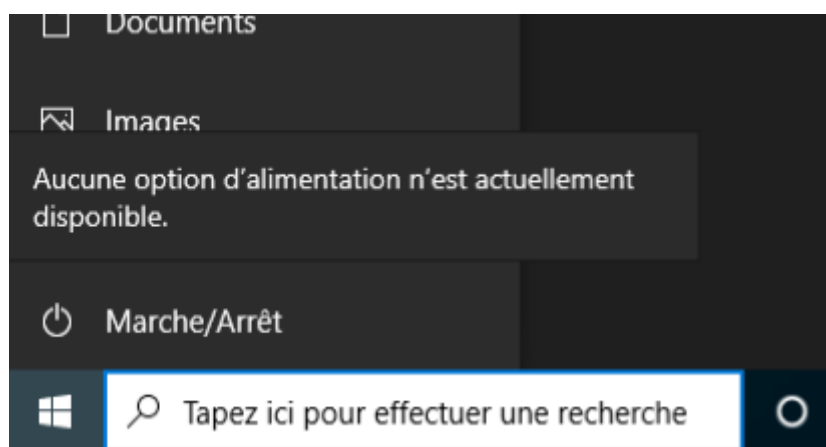 Documents
Images
Aucune option d'alimentation n'est actuellement
disponible.
Marche/Arrêt
Tapez ici pour effectuer une recherche